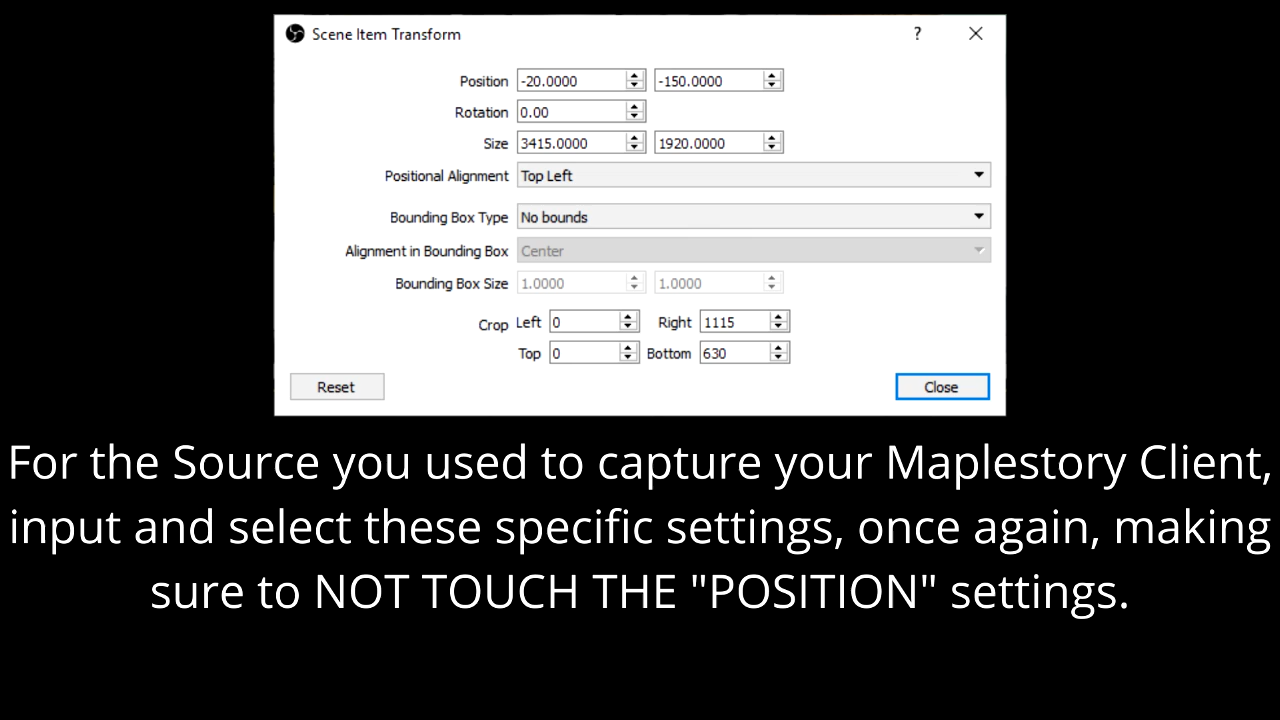 Scene Item Transform ?
Position -20.0000 -150.0000
Rotation 0.00
Size 3415.0000 1920.0000
Positional Alignment Top Left
Bounding Box Type No bounds
Alignment in Bounding Box Center
Bounding Box Size 1.0000 1.0000
Crop Left 0 Right 1115
Top 0 Bottom 630
Reset Close
For the Source you used to capture your Maplestory Client,
input and select these specific settings, once again, making
sure to NOT TOUCH THE "POSITION" settings.